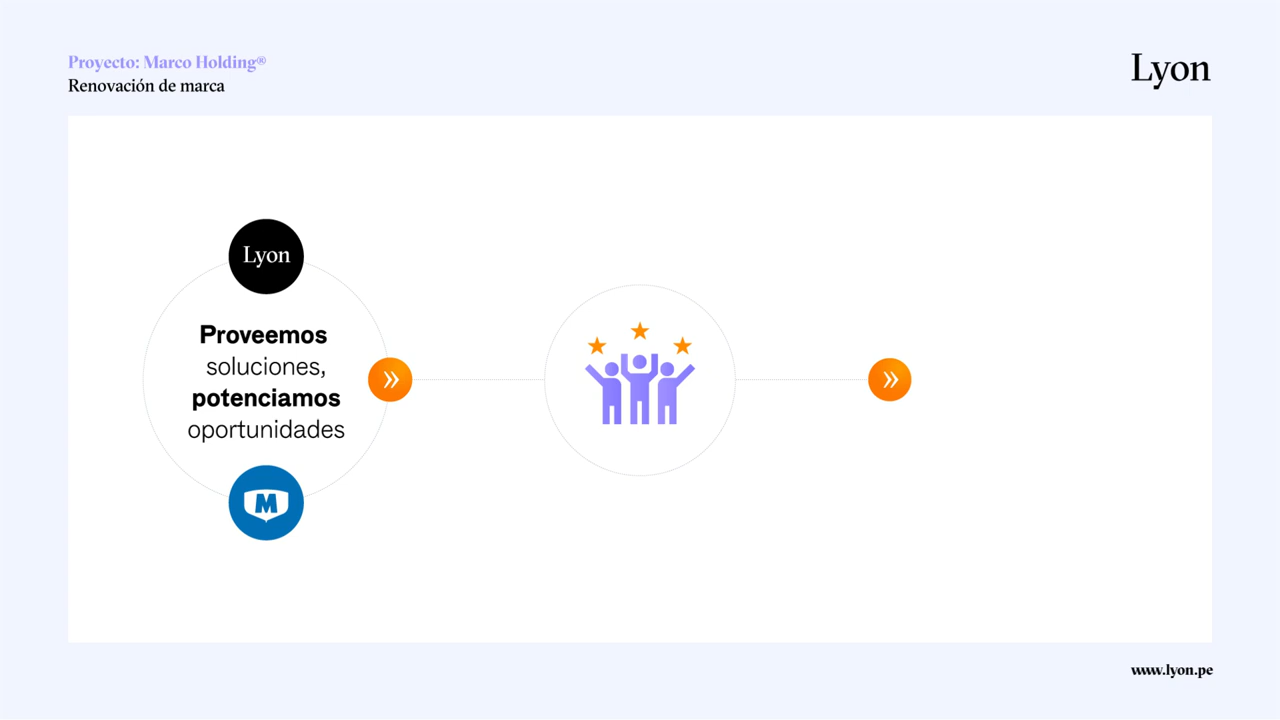 Proyecto: Marco Holding®
Renovación de marca
Lyon
Lyon
Proveemos
soluciones,
potenciamos
oportunidades
M
www.lyon.pe